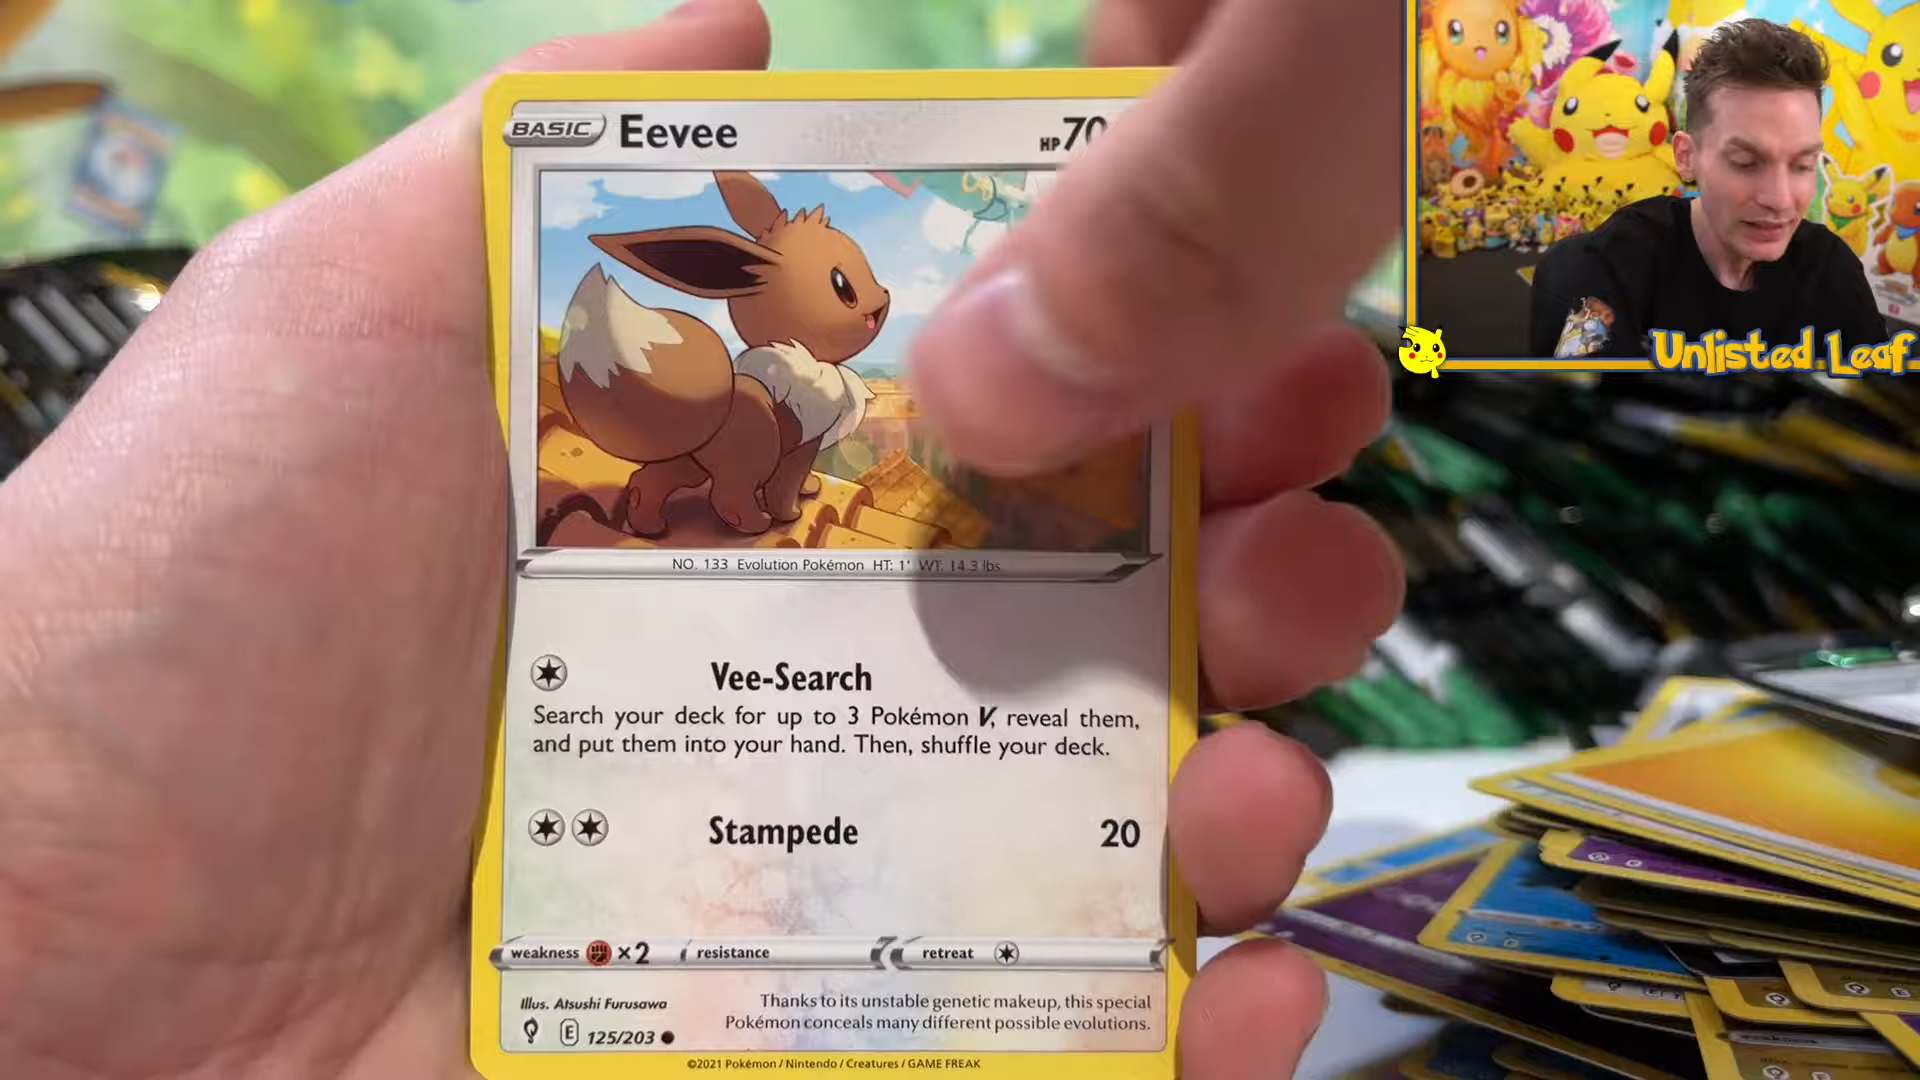 BASIC Eevee HP 70
NO. 133 Evolution Pokémon HT: 1' WT: 14.3 lbs.
Vee-Search
Search your deck for up to 3 Pokémon V, reveal them,
and put them into your hand. Then, shuffle your deck.
Stampede 20
weakness ×2 resistance retreat
Illus. Atsushi Furusawa
Thanks to its unstable genetic makeup, this special
Pokémon conceals many different possible evolutions.
E 125/203
©2021 Pokémon / Nintendo / Creatures / GAME FREAK
Unlisted Leaf